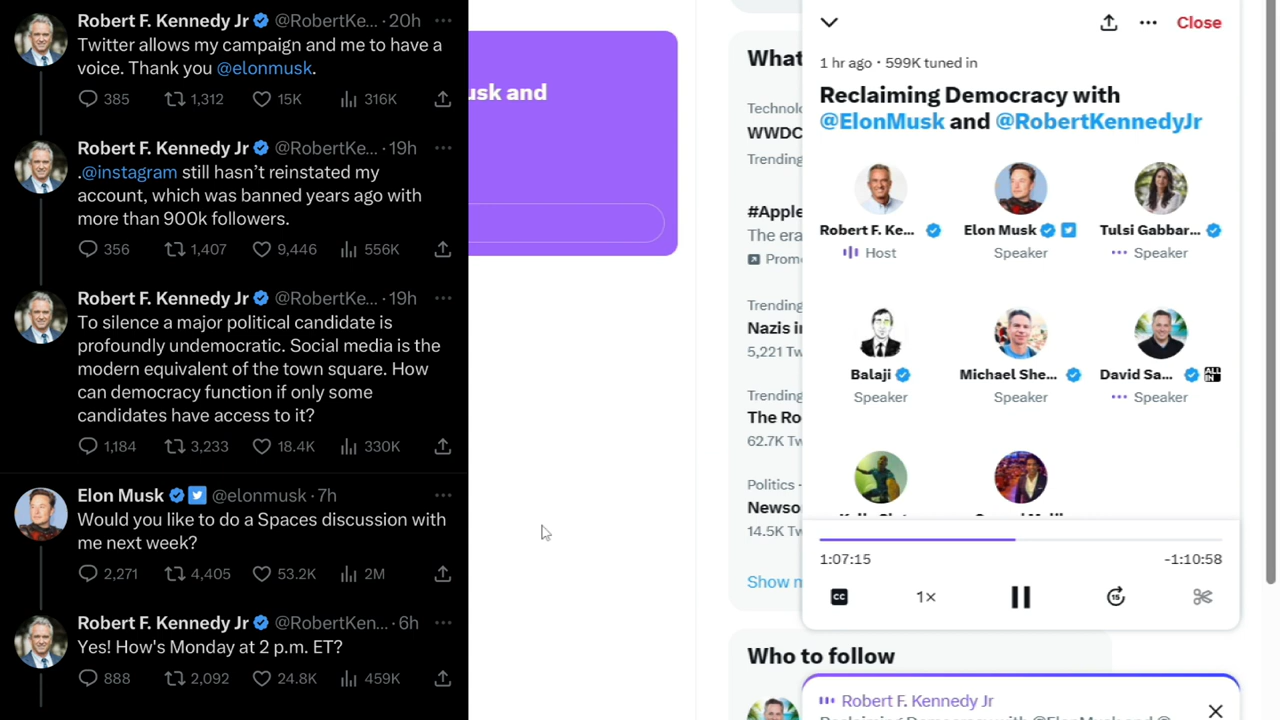 Robert F. Kennedy Jr @RobertKe... · 20h
Twitter allows my campaign and me to have a
voice. Thank you @elonmusk.
385 1,312 15K 316K
Robert F. Kennedy Jr @RobertKe... · 19h
.@instagram still hasn't reinstated my
account, which was banned years ago with
more than 900k followers.
356 1,407 9,446 556K
Robert F. Kennedy Jr @RobertKe... · 19h
To silence a major political candidate is
profoundly undemocratic. Social media is the
modern equivalent of the town square. How
can democracy function if only some
candidates have access to it?
1,184 3,233 18.4K 330K
Elon Musk @elonmusk · 7h
Would you like to do a Spaces discussion with
me next week?
2,271 4,405 53.2K 2M
Robert F. Kennedy Jr @RobertKen... · 6h
Yes! How's Monday at 2 p.m. ET?
888 2,092 24.8K 459K
usk and
What
Technolo
WWDC
Trending
#Apple
The era
Promo
Trending
Nazis i
5,221 Tw
Trending
The Ro
62.7K Tw
Politics ·
Newso
14.5K Tw
Show m
Who to follow
Close
1 hr ago · 599K tuned in
Reclaiming Democracy with
@ElonMusk and @RobertKennedyJr
Robert F. Ke... Elon Musk Tulsi Gabbar...
Host Speaker Speaker
Balaji Michael She... David Sa... ALL IN
Speaker Speaker Speaker
1:07:15 -1:10:58
CC 1× 15
Robert F. Kennedy Jr
Reclaiming Democracy with @ElonMusk and @